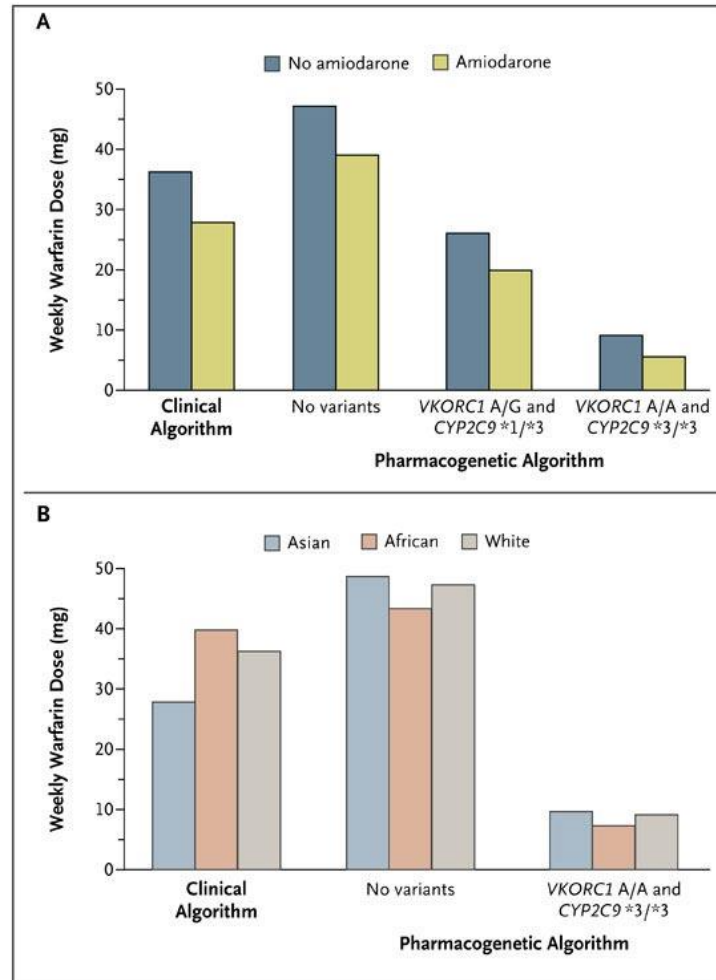 A
No amiodarone Amiodarone
Weekly Warfarin Dose (mg)
50
40
30
20
10
0
Clinical
Algorithm
No variants
VKORC1 A/G and
CYP2C9 *1/*3
VKORC1 A/A and
CYP2C9 *3/*3
Pharmacogenetic Algorithm
B
Asian African White
Weekly Warfarin Dose (mg)
50
40
30
20
10
0
Clinical
Algorithm
No variants
VKORC1 A/A and
CYP2C9 *3/*3
Pharmacogenetic Algorithm